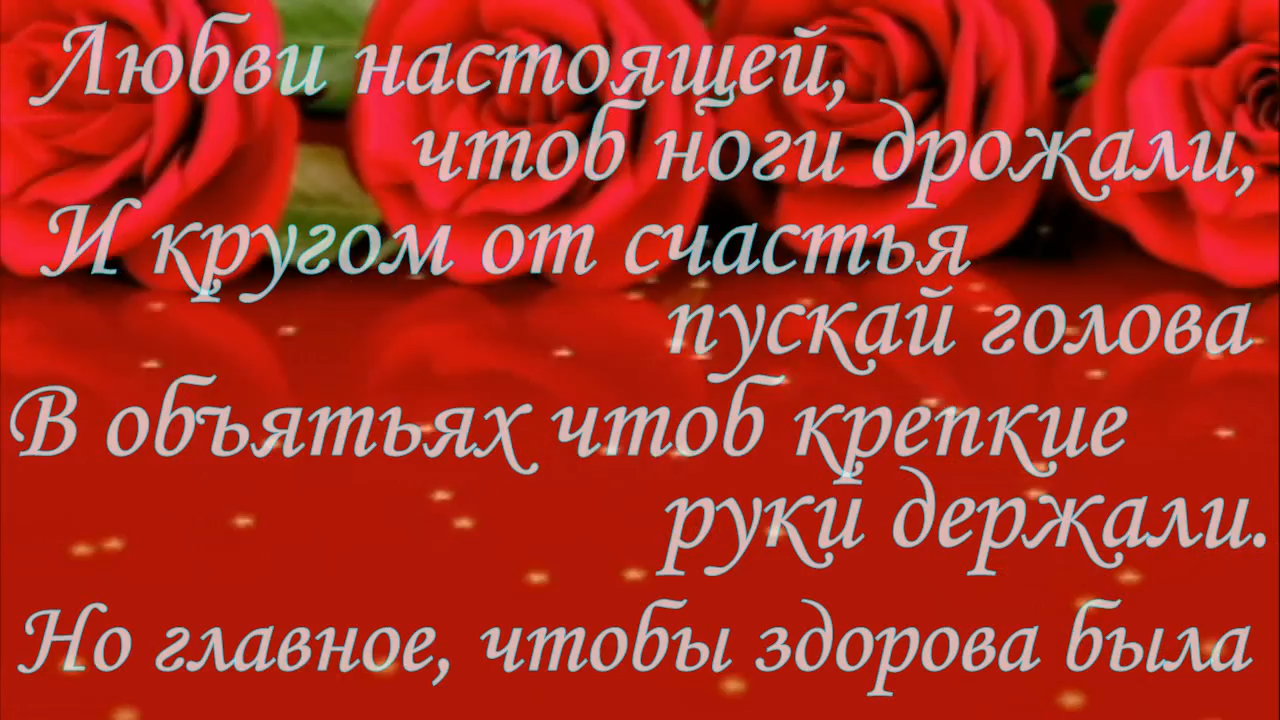 Любви настоящей,
чтоб ноги дрожали,
И кругом от счастья
пускай голова
В объятьях чтоб крепкие
руки держали.
Но главное, чтобы здорова была